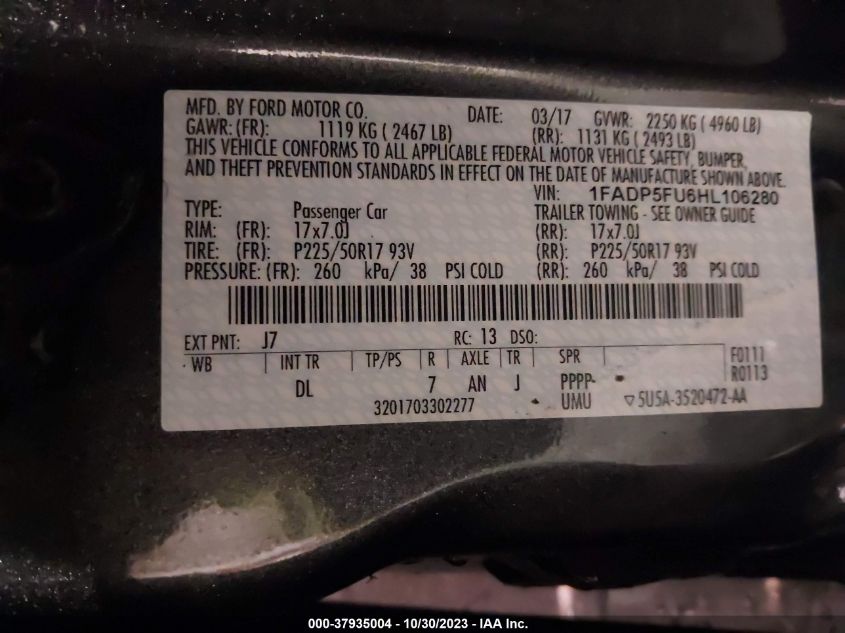 MFD. BY FORD MOTOR CO. DATE: 03/17 GVWR: 2250 KG ( 4960 LB)
GAWR:(FR): 1119 KG ( 2467 LB) (RR): 1131 KG ( 2493 LB)
THIS VEHICLE CONFORMS TO ALL APPLICABLE FEDERAL MOTOR VEHICLE SAFETY, BUMPER,
AND THEFT PREVENTION STANDARDS IN EFFECT ON THE DATE OF MANUFACTURE SHOWN ABOVE.
VIN: 1FADP5FU6HL106280
TYPE: Passenger Car TRAILER TOWING - SEE OWNER GUIDE
RIM: (FR): 17x7.0J (RR): 17x7.0J
TIRE: (FR): P225/50R17 93V (RR): P225/50R17 93V
PRESSURE: (FR): 260 kPa/ 38 PSI COLD (RR): 260 kPa/ 38 PSI COLD
EXT PNT: J7 RC: 13 DSO:
WB INT TR TP/PS R AXLE TR SPR F0111
R0113
DL 7 AN J PPPP-
3201703302277 UMU ▽5U5A-3520472-AA
000-37935004 - 10/30/2023 - IAA Inc.